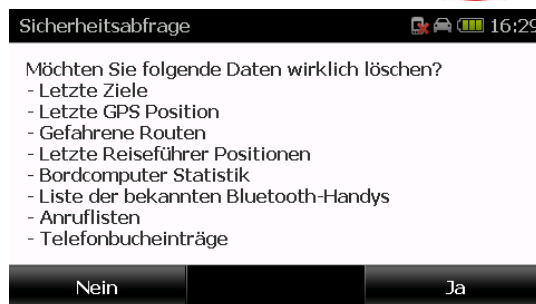 Sicherheitsabfrage 16:29
Möchten Sie folgende Daten wirklich löschen?
- Letzte Ziele
- Letzte GPS Position
- Gefahrene Routen
- Letzte Reiseführer Positionen
- Bordcomputer Statistik
- Liste der bekannten Bluetooth-Handys
- Anruflisten
- Telefonbucheinträge
Nein Ja